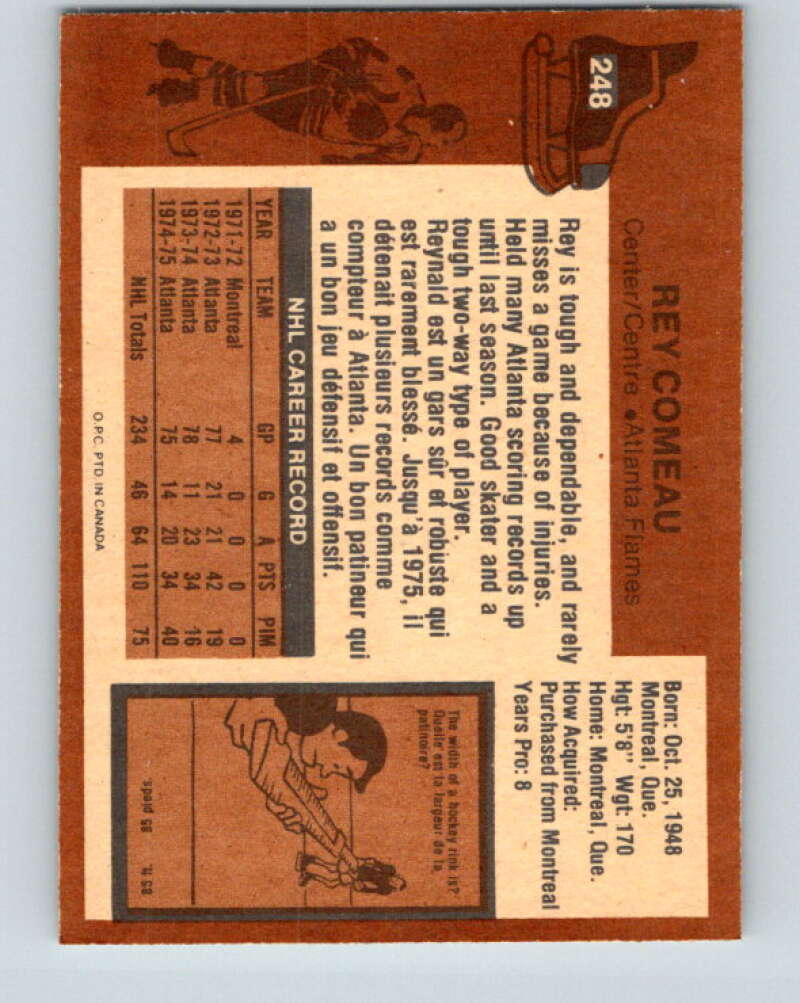 248
REY COMEAU
Center/Centre • Atlanta Flames
Rey is tough and dependable, and rarely
misses a game because of injuries.
Held many Atlanta scoring records up
until last season. Good skater and a
tough two-way type of player.
Reynald est un gars sûr et robuste qui
est rarement blessé. Jusqu'à 1975, il
détenait plusieurs records comme
compteur à Atlanta. Un bon patineur qui
a un bon jeu défensif et offensif.
Born: Oct. 25, 1948
Montreal, Que.
Hgt: 5'8" Wgt: 170
Home: Montreal, Que.
How Acquired:
Purchased from Montreal
Years Pro: 8
NHL CAREER RECORD
YEAR TEAM GP G A PTS PIM
1971-72 Montreal 4 0 0 0 0
1972-73 Atlanta 77 21 21 42 19
1973-74 Atlanta 78 11 23 34 16
1974-75 Atlanta 75 14 20 34 40
NHL Totals 234 46 64 110 75
The width of a hockey rink is?
Quelle est la largeur de la
patinoire?
85 ft.
85 pieds
O.P.C. PTD. IN CANADA